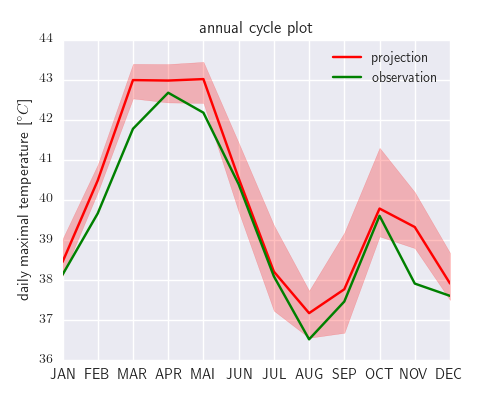 annual cycle plot
daily maximal temperature [°C]
44
43
42
41
40
39
38
37
36
projection
observation
JAN FEB MAR APR MAI JUN JUL AUG SEP OCT NOV DEC